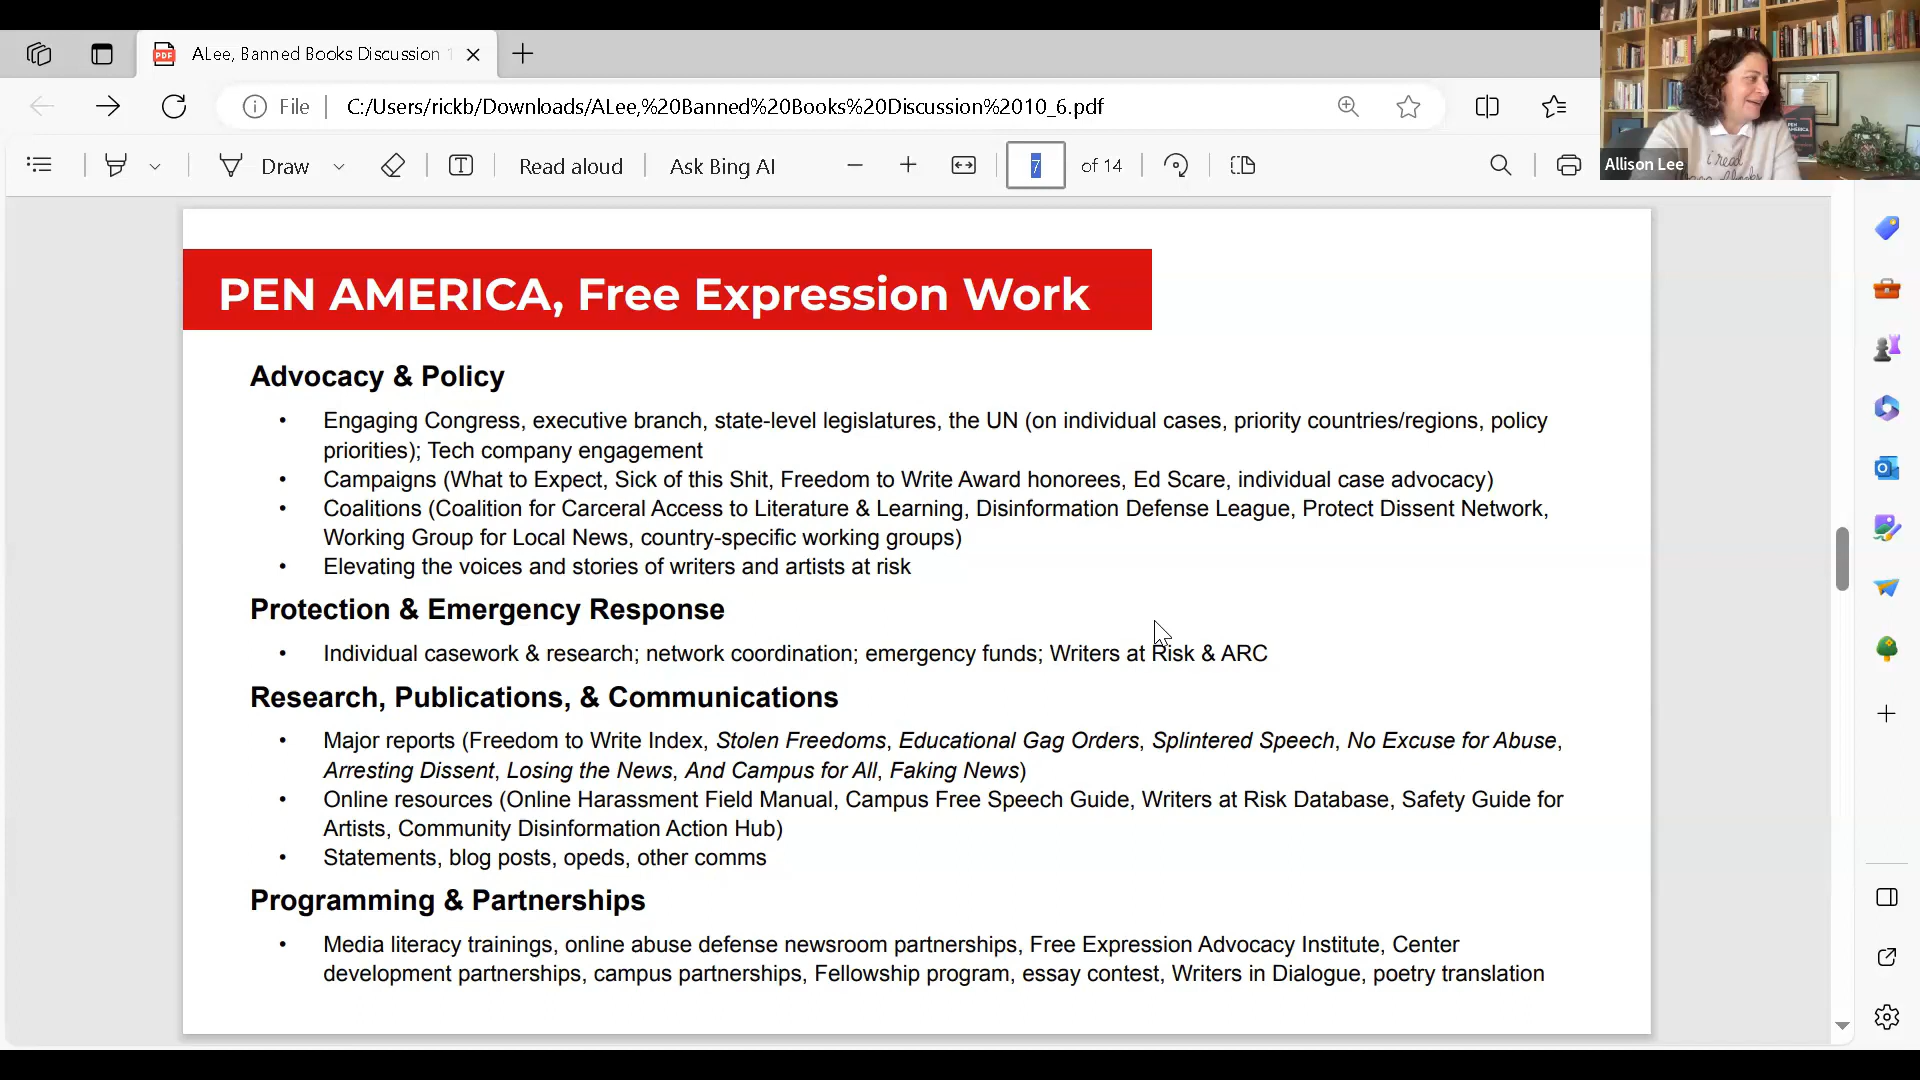 ALee, Banned Books Discussion 1
File
C:/Users/rickb/Downloads/ALee,%20Banned%20Books%20Discussion%2010_6.pdf
Draw
Read aloud
Ask Bing AI
7
of 14
Allison Lee
i read
PEN AMERICA
PEN AMERICA, Free Expression Work
Advocacy & Policy
• Engaging Congress, executive branch, state-level legislatures, the UN (on individual cases, priority countries/regions, policy
priorities); Tech company engagement
• Campaigns (What to Expect, Sick of this Shit, Freedom to Write Award honorees, Ed Scare, individual case advocacy)
• Coalitions (Coalition for Carceral Access to Literature & Learning, Disinformation Defense League, Protect Dissent Network,
Working Group for Local News, country-specific working groups)
• Elevating the voices and stories of writers and artists at risk
Protection & Emergency Response
• Individual casework & research; network coordination; emergency funds; Writers at Risk & ARC
Research, Publications, & Communications
• Major reports (Freedom to Write Index, Stolen Freedoms, Educational Gag Orders, Splintered Speech, No Excuse for Abuse,
Arresting Dissent, Losing the News, And Campus for All, Faking News)
• Online resources (Online Harassment Field Manual, Campus Free Speech Guide, Writers at Risk Database, Safety Guide for
Artists, Community Disinformation Action Hub)
• Statements, blog posts, opeds, other comms
Programming & Partnerships
• Media literacy trainings, online abuse defense newsroom partnerships, Free Expression Advocacy Institute, Center
development partnerships, campus partnerships, Fellowship program, essay contest, Writers in Dialogue, poetry translation